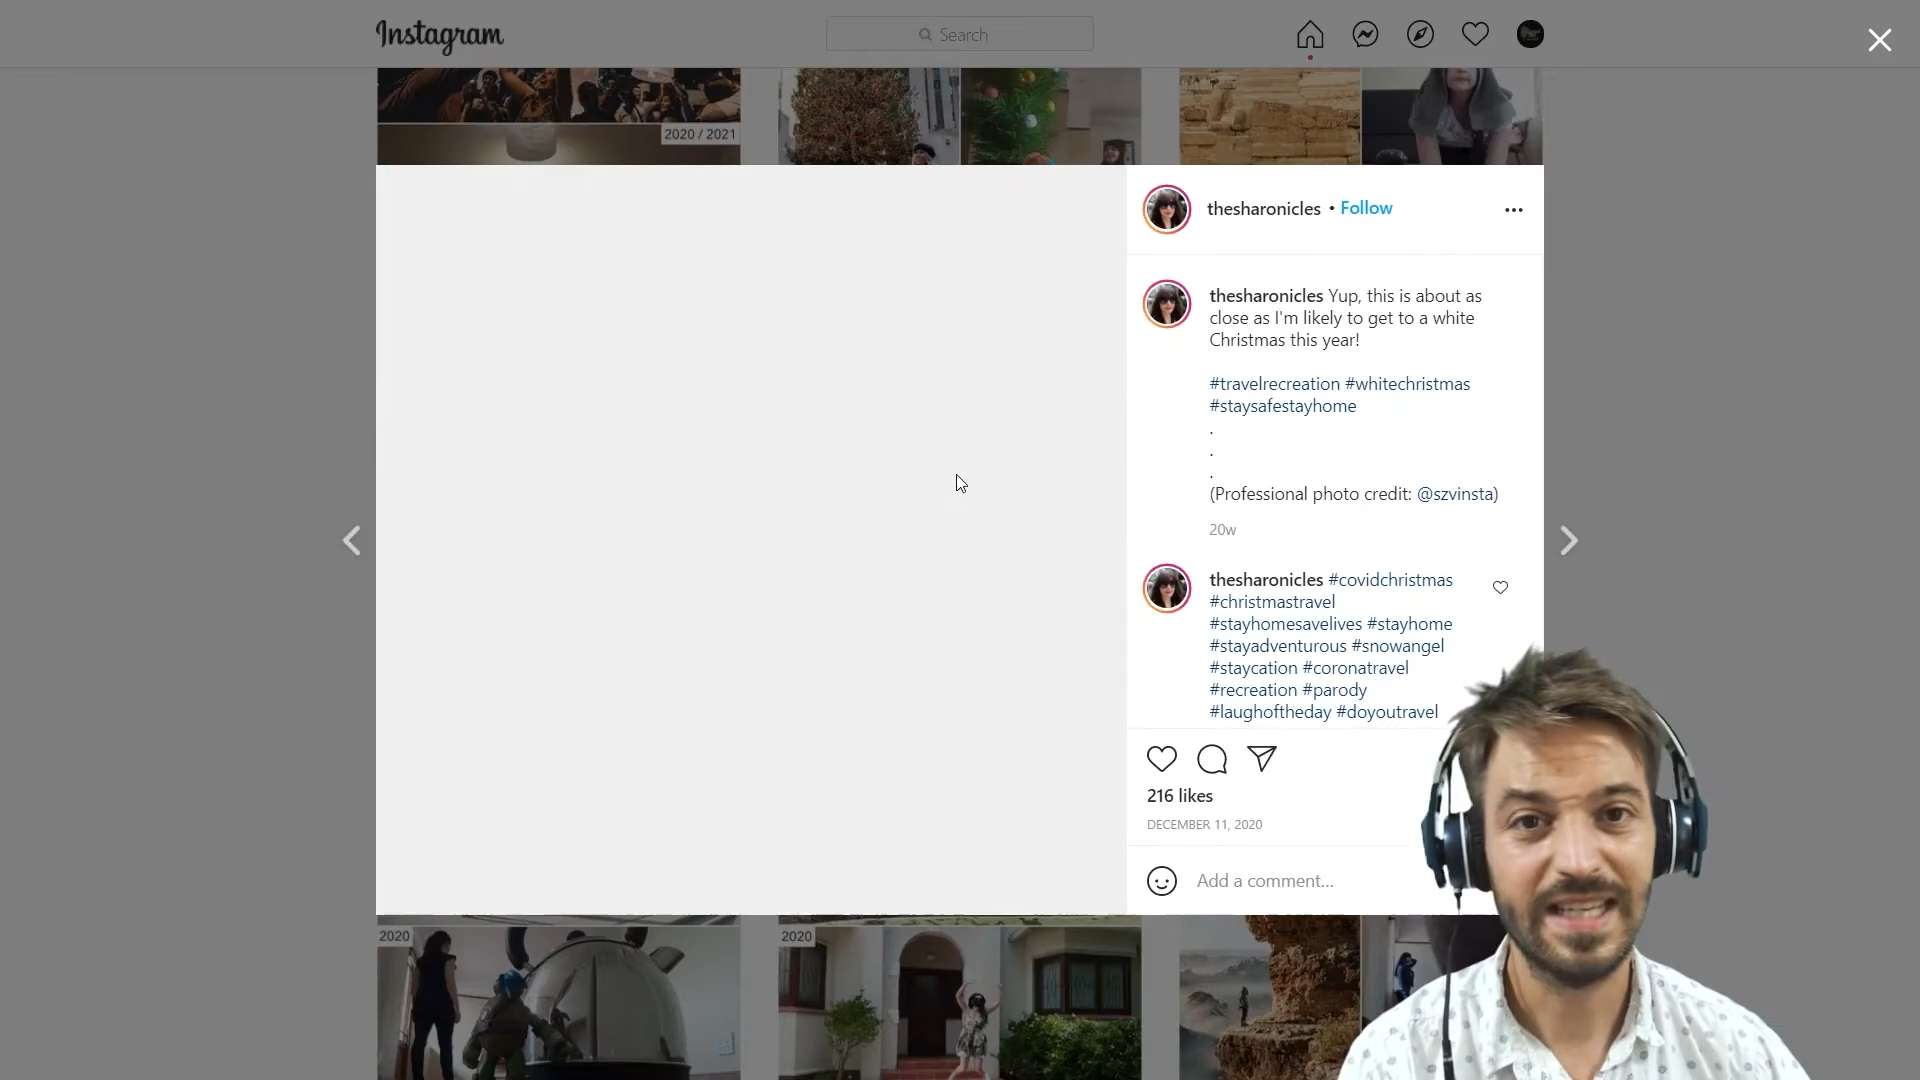 Instagram
Search
2020 / 2021
thesharonicles • Follow
thesharonicles Yup, this is about as
close as I'm likely to get to a white
Christmas this year!
#travelrecreation #whitechristmas
#staysafestayhome
.
.
.
(Professional photo credit: @szvinsta)
20w
thesharonicles #covidchristmas
#christmastravel
#stayhomesavelives #stayhome
#stayadventurous #snowangel
#staycation #coronatravel
#recreation #parody
#laughoftheday #doyoutravel
216 likes
DECEMBER 11, 2020
Add a comment...
2020
2020